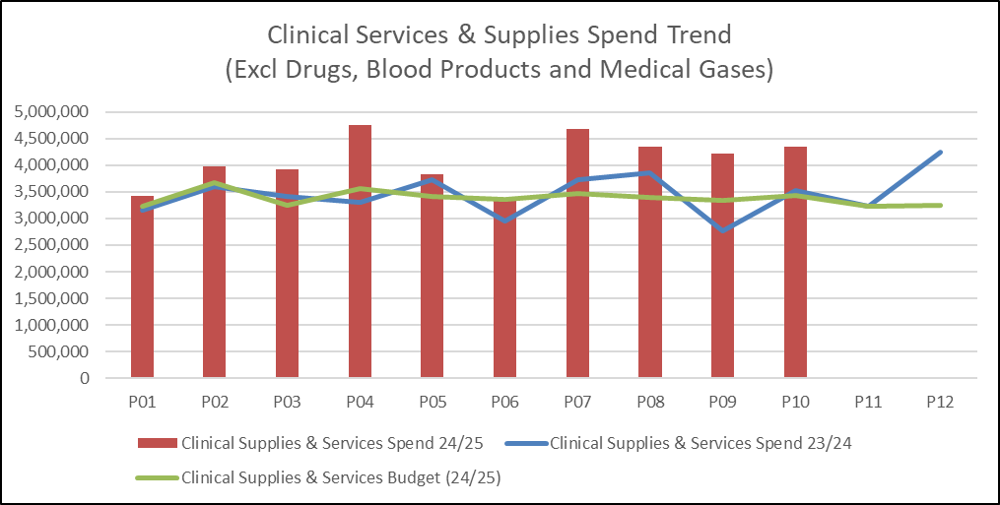 Clinical Services & Supplies Spend Trend
(Excl Drugs, Blood Products and Medical Gases)
5,000,000
4,500,000
4,000,000
3,500,000
3,000,000
2,500,000
2,000,000
1,500,000
1,000,000
500,000
0
P01 P02 P03 P04 P05 P06 P07 P08 P09 P10 P11 P12
Clinical Supplies & Services Spend 24/25 Clinical Supplies & Services Spend 23/24
Clinical Supplies & Services Budget (24/25)